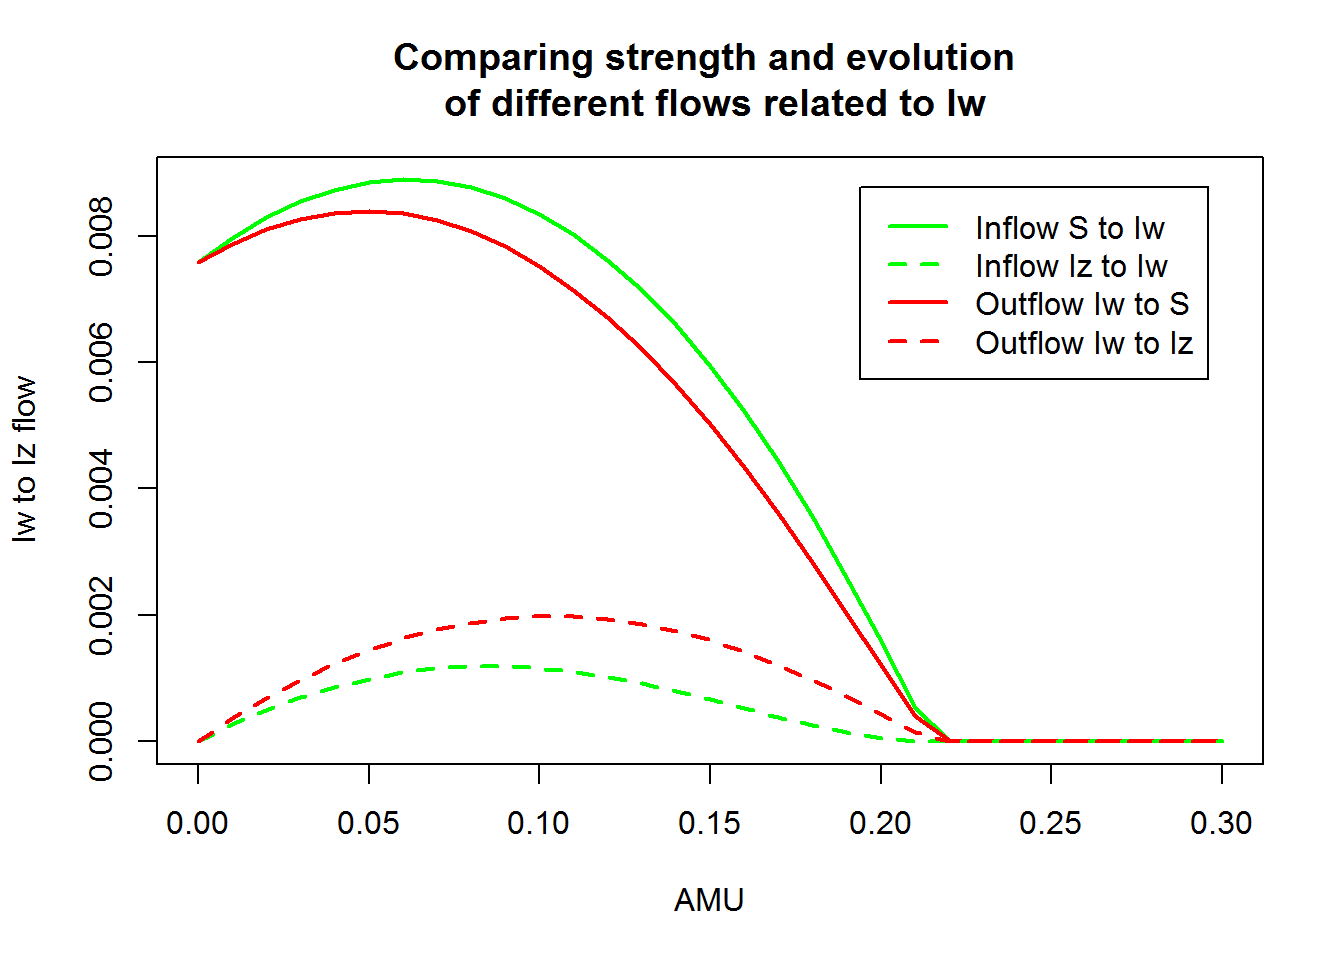 Comparing strength and evolution
of different flows related to Iw
Inflow S to Iw
Inflow Iz to Iw
Outflow Iw to S
Outflow Iw to Iz
Iw to Iz flow
0.008
0.006
0.004
0.002
0.000
0.00 0.05 0.10 0.15 0.20 0.25 0.30
AMU